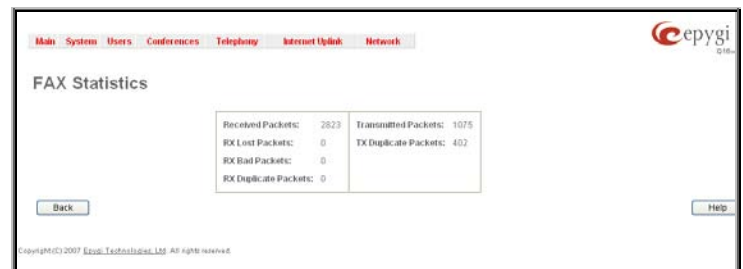 epygi
Main System Users Conferences Telephony Internet Uplink Network
FAX Statistics
Received Packets: 2823 Transmitted Packets: 1075
RX Lost Packets: 0 TX Duplicate Packets: 402
RX Bad Packets: 0
RX Duplicate Packets: 0
Back Help
Copyright (C) 2007 Epygi Technologies, Ltd. All rights reserved.